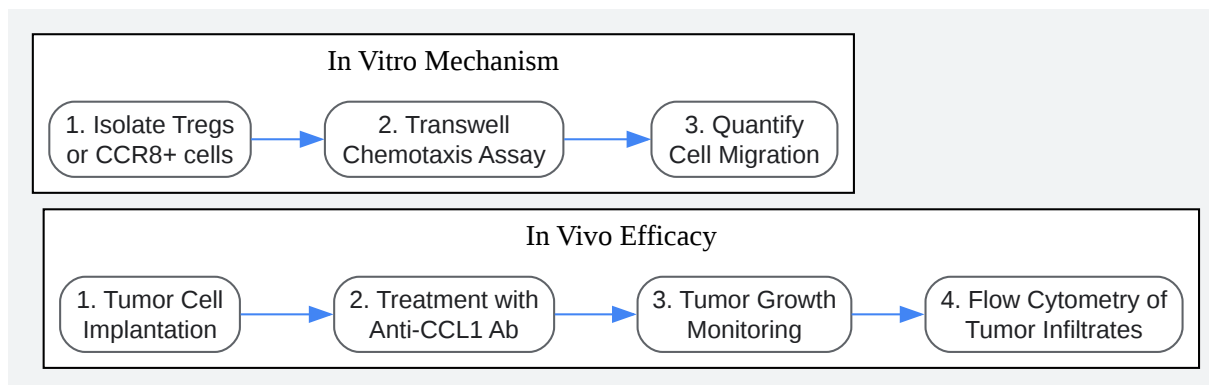 In Vitro Mechanism
1. Isolate Tregs
or CCR8+ cells
2. Transwell
Chemotaxis Assay
3. Quantify
Cell Migration
In Vivo Efficacy
1. Tumor Cell
Implantation
2. Treatment with
Anti-CCL1 Ab
3. Tumor Growth
Monitoring
4. Flow Cytometry of
Tumor Infiltrates